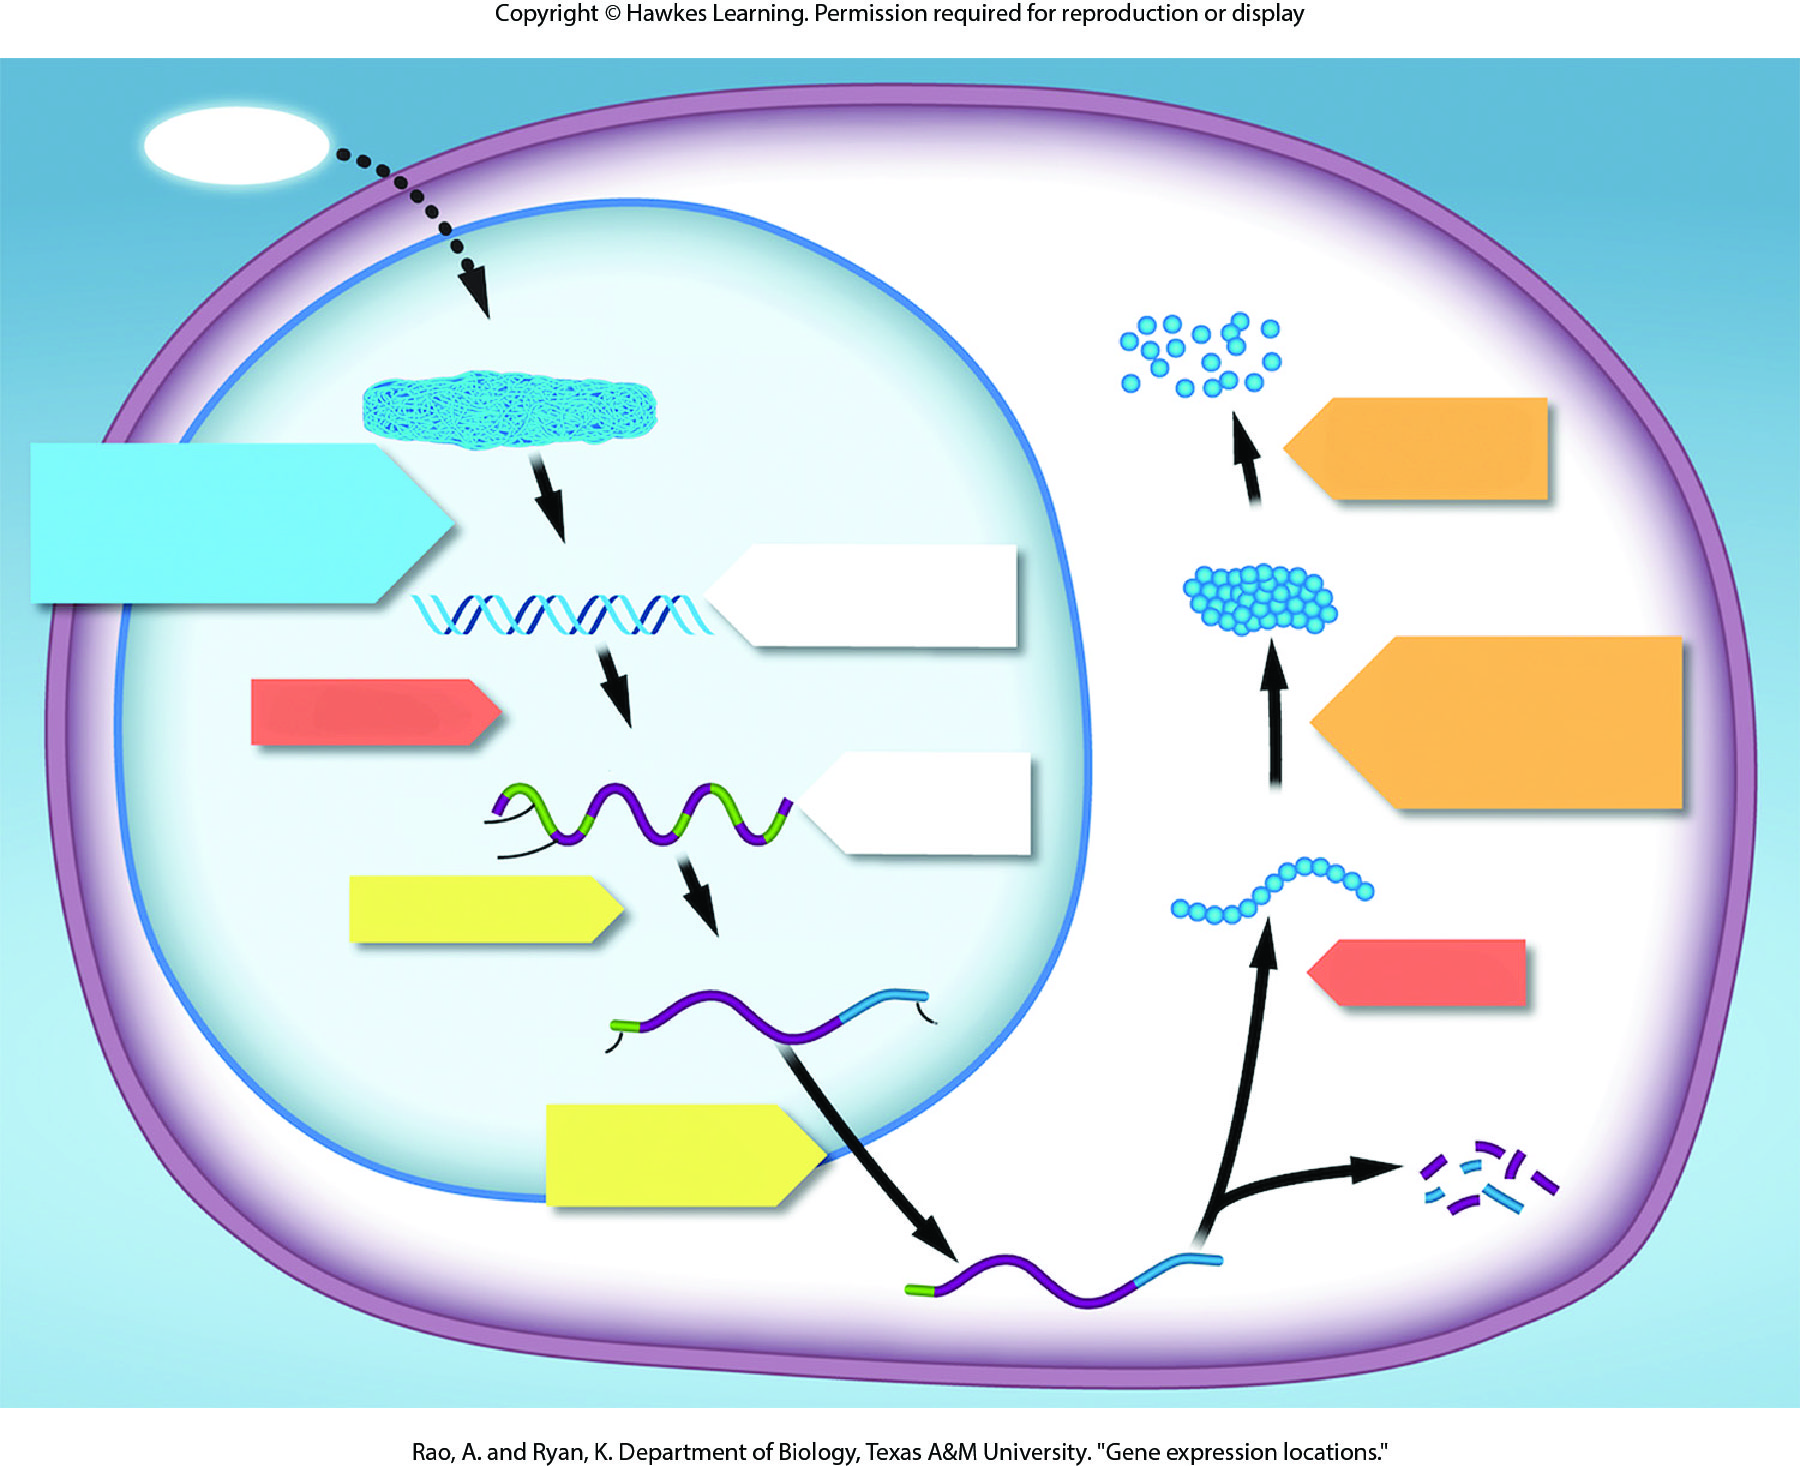 Copyright © Hawkes Learning. Permission required for reproduction or display
Rao, A. and Ryan, K. Department of Biology, Texas A&M University. "Gene expression locations."